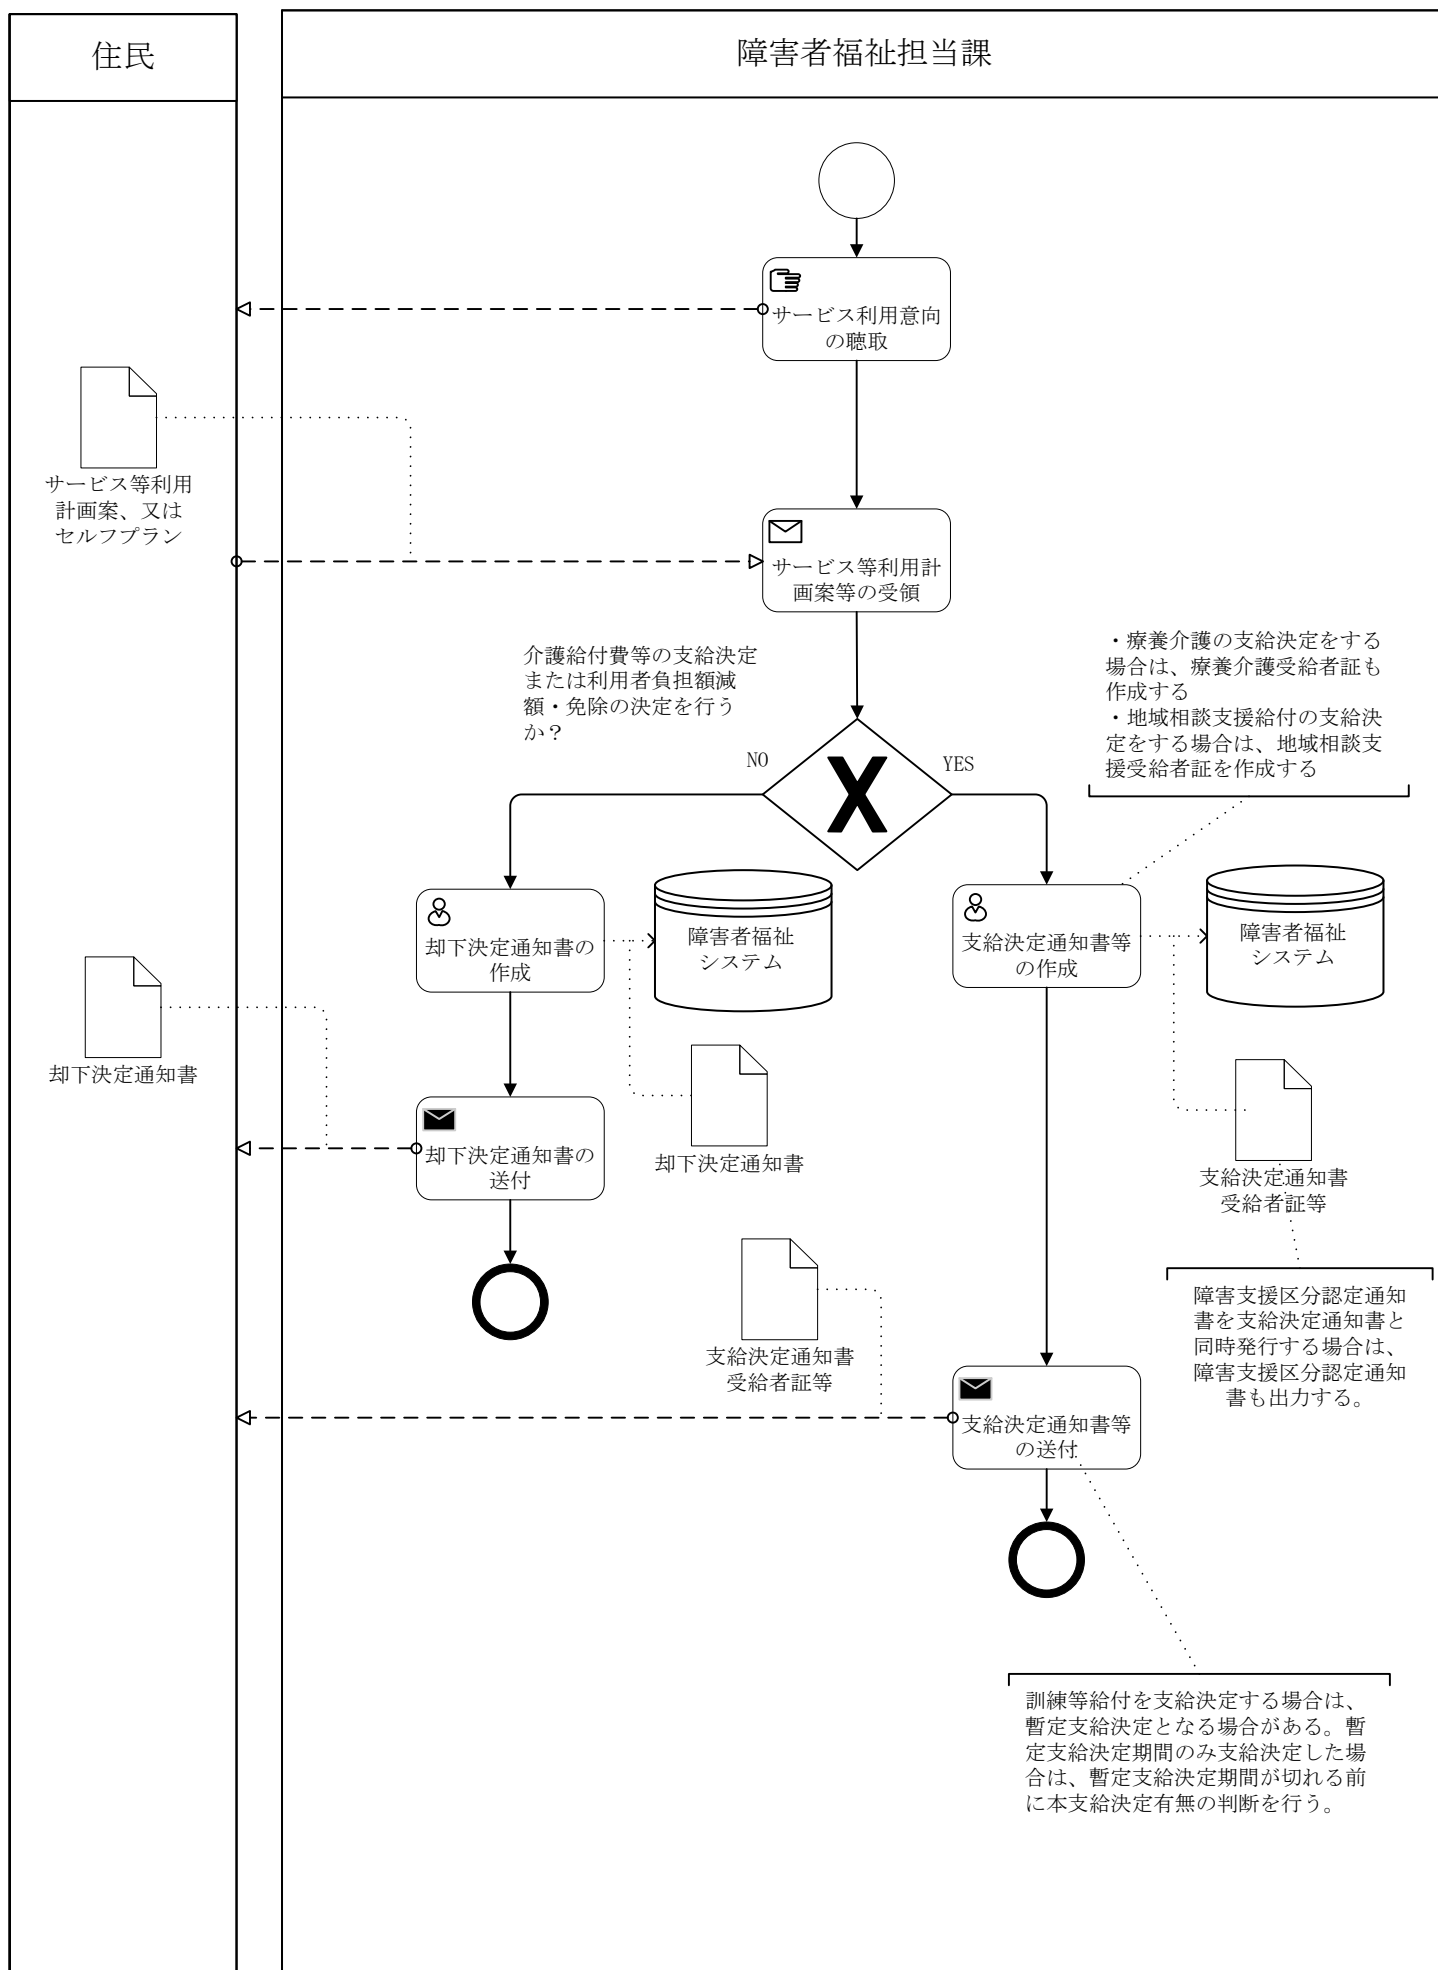 住民
障害者福祉担当課
サービス利用意向
の聴取
サービス等利用
計画案、又は
セルフプラン
サービス等利用計
画案等の受領
介護給付費等の支給決定
または利用者負担額減
額・免除の決定を行う
か？
・療養介護の支給決定をする
場合は、療養介護受給者証も
作成する
・地域相談支援給付の支給決
定をする場合は、地域相談支
援受給者証を作成する
NO
YES
却下決定通知書の
作成
障害者福祉
システム
支給決定通知書等
の作成
障害者福祉
システム
却下決定通知書
却下決定通知書の
送付
却下決定通知書
支給決定通知書
受給者証等
障害支援区分認定通知
書を支給決定通知書と
同時発行する場合は、
障害支援区分認定通知
書も出力する。
支給決定通知書
受給者証等
支給決定通知書等
の送付
訓練等給付を支給決定する場合は、
暫定支給決定となる場合がある。暫
定支給決定期間のみ支給決定した場
合は、暫定支給決定期間が切れる前
に本支給決定有無の判断を行う。